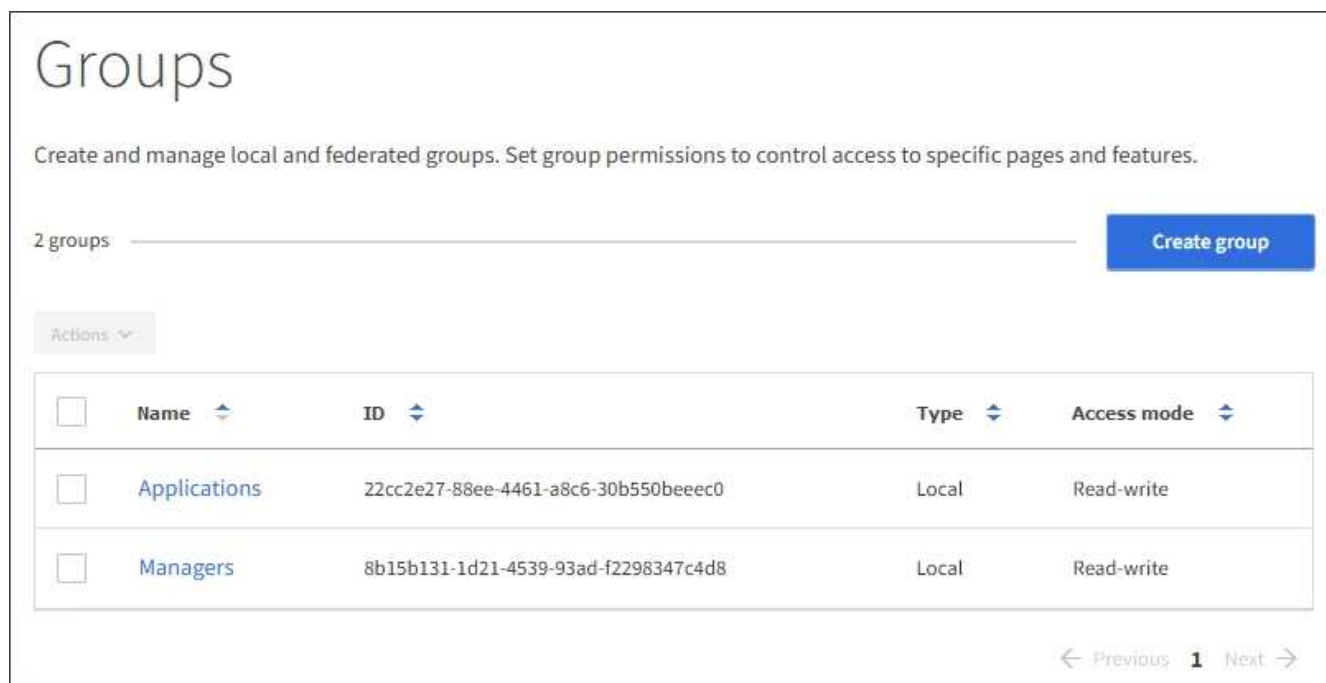 Groups
Create and manage local and federated groups. Set group permissions to control access to specific pages and features.
2 groups Create group
Actions
Name ID Type Access mode
Applications 22cc2e27-88ee-4461-a8c6-30b550beeec0 Local Read-write
Managers 8b15b131-1d21-4539-93ad-f2298347c4d8 Local Read-write
← Previous 1 Next →